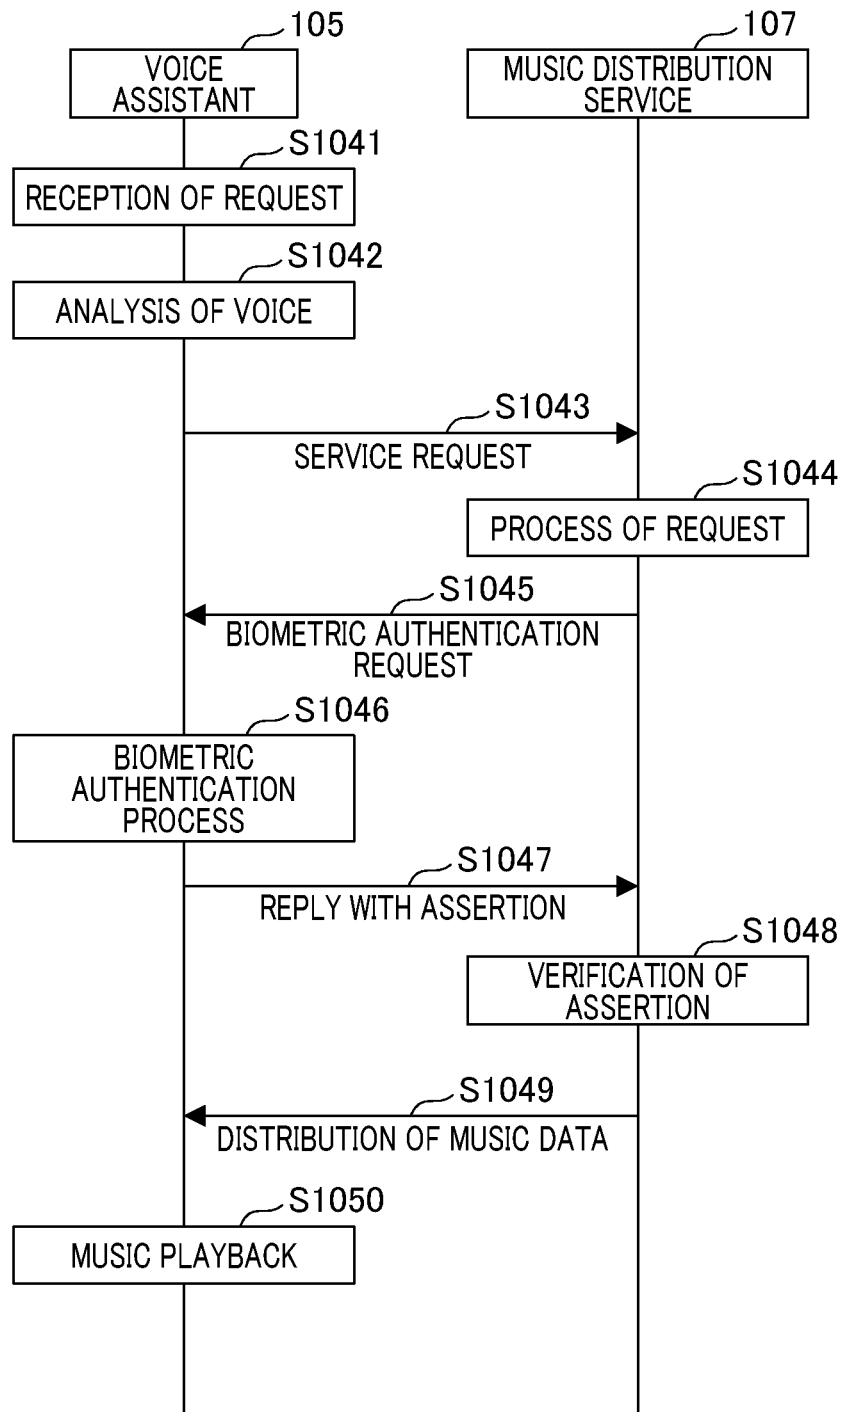 105
107
VOICE
ASSISTANT
MUSIC DISTRIBUTION
SERVICE
S1041
RECEPTION OF REQUEST
S1042
ANALYSIS OF VOICE
S1043
SERVICE REQUEST
S1044
PROCESS OF REQUEST
S1045
BIOMETRIC AUTHENTICATION
REQUEST
S1046
BIOMETRIC
AUTHENTICATION
PROCESS
S1047
REPLY WITH ASSERTION
S1048
VERIFICATION OF
ASSERTION
S1049
DISTRIBUTION OF MUSIC DATA
S1050
MUSIC PLAYBACK